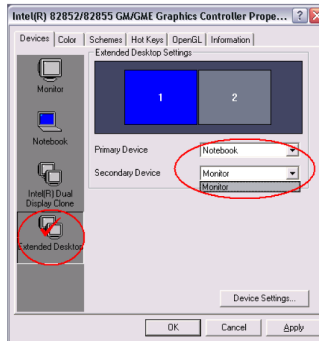 Intel(R) 82852/82855 GM/GME Graphics Controller Prope...
Devices Color Schemes Hot Keys OpenGL Information
Extended Desktop Settings
Monitor
1 2
Notebook
Primary Device Notebook
Secondary Device Monitor
Monitor
Intel(R) Dual
Display Clone
Extended Desktop
Device Settings...
OK Cancel Apply